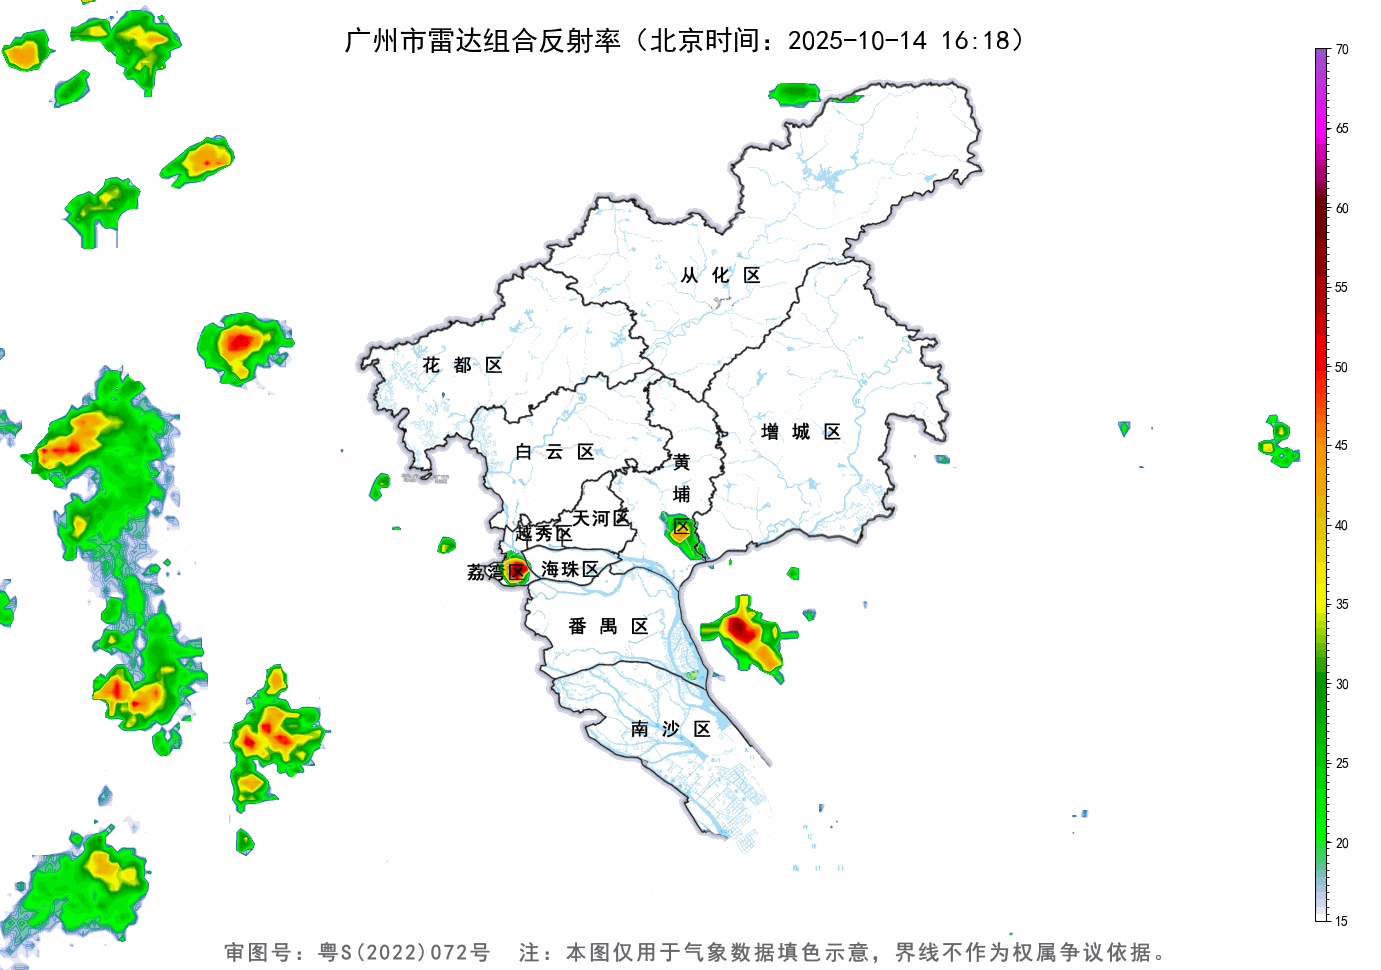 广州市雷达组合反射率（北京时间：2025-10-14 16:18）
70
65
60
55
50
45
40
35
30
25
20
15
从化区
花都区
增城区
白云区
黄埔区
天河区
越秀区
荔湾区
海珠区
番禺区
南沙区
审图号：粤S(2022)072号 注：本图仅用于气象数据填色示意，界线不作为权属争议依据。